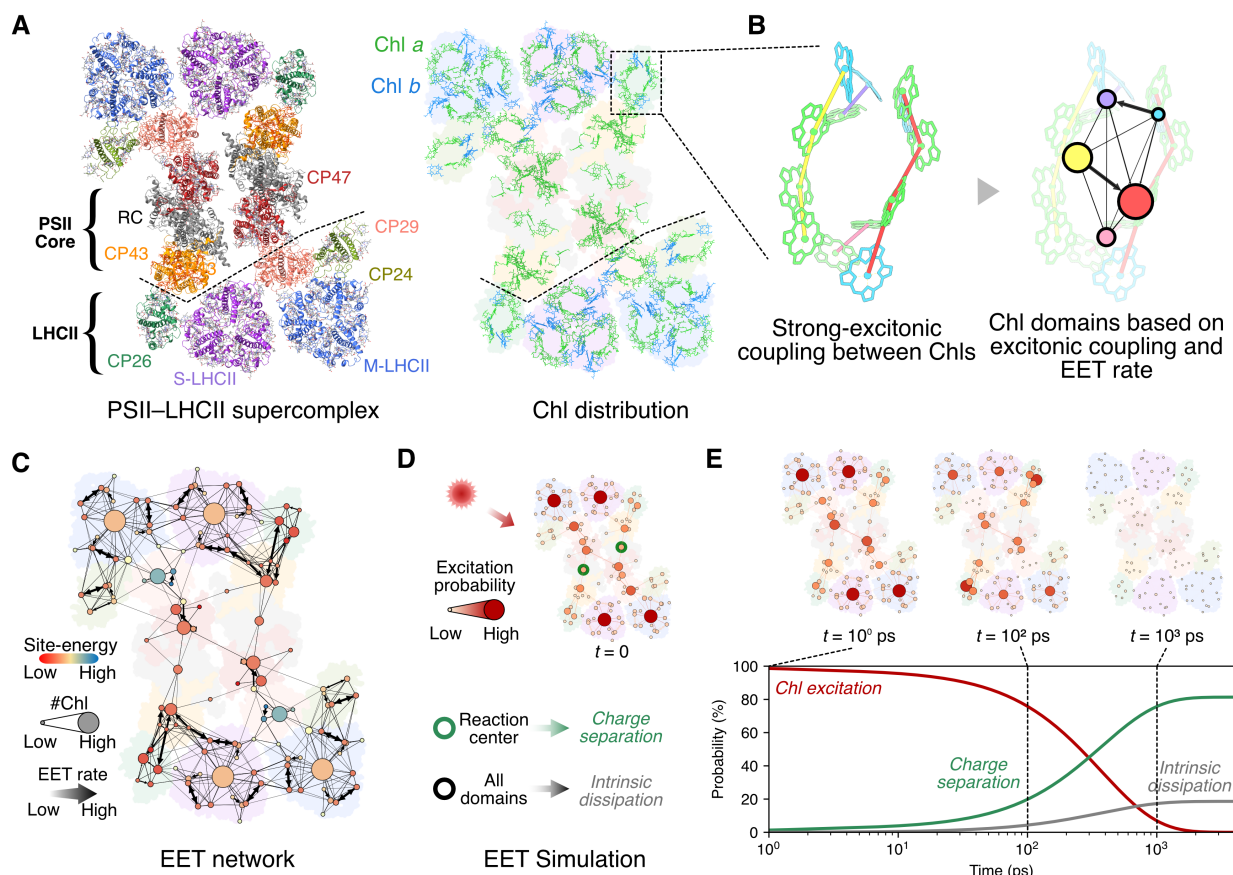 A
Chl a
Chl b
CP47
PSII
Core
RC
CP43
CP29
CP24
LHCII
CP26
S-LHCII
M-LHCII
PSII–LHCII supercomplex
Chl distribution
B
Strong-excitonic
coupling between Chls
Chl domains based on
excitonic coupling and
EET rate
C
Site-energy
Low High
#Chl
Low High
EET rate
Low High
EET network
D
Excitation
probability
Low High
t = 0
Reaction
center
Charge
separation
All
domains
Intrinsic
dissipation
EET Simulation
E
t = 10⁰ ps
t = 10² ps
t = 10³ ps
Probability (%)
100
80
60
40
20
0
Chl excitation
Charge
separation
Intrinsic
dissipation
10⁰
10¹
10²
10³
Time (ps)